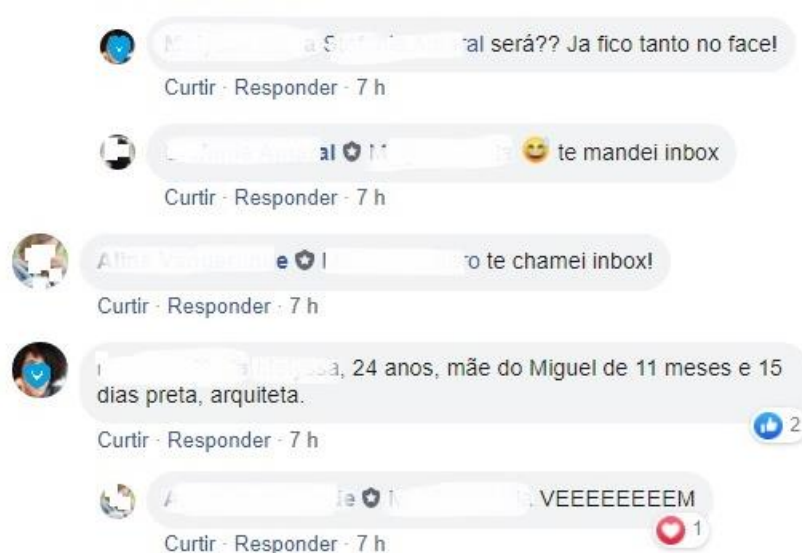 será?? Ja fico tanto no face!
Curtir · Responder · 7 h
te mandei inbox
Curtir · Responder · 7 h
te chamei inbox!
Curtir · Responder · 7 h
24 anos, mãe do Miguel de 11 meses e 15
dias preta, arquiteta.
2
Curtir · Responder · 7 h
VEEEEEEEEM
1
Curtir · Responder · 7 h